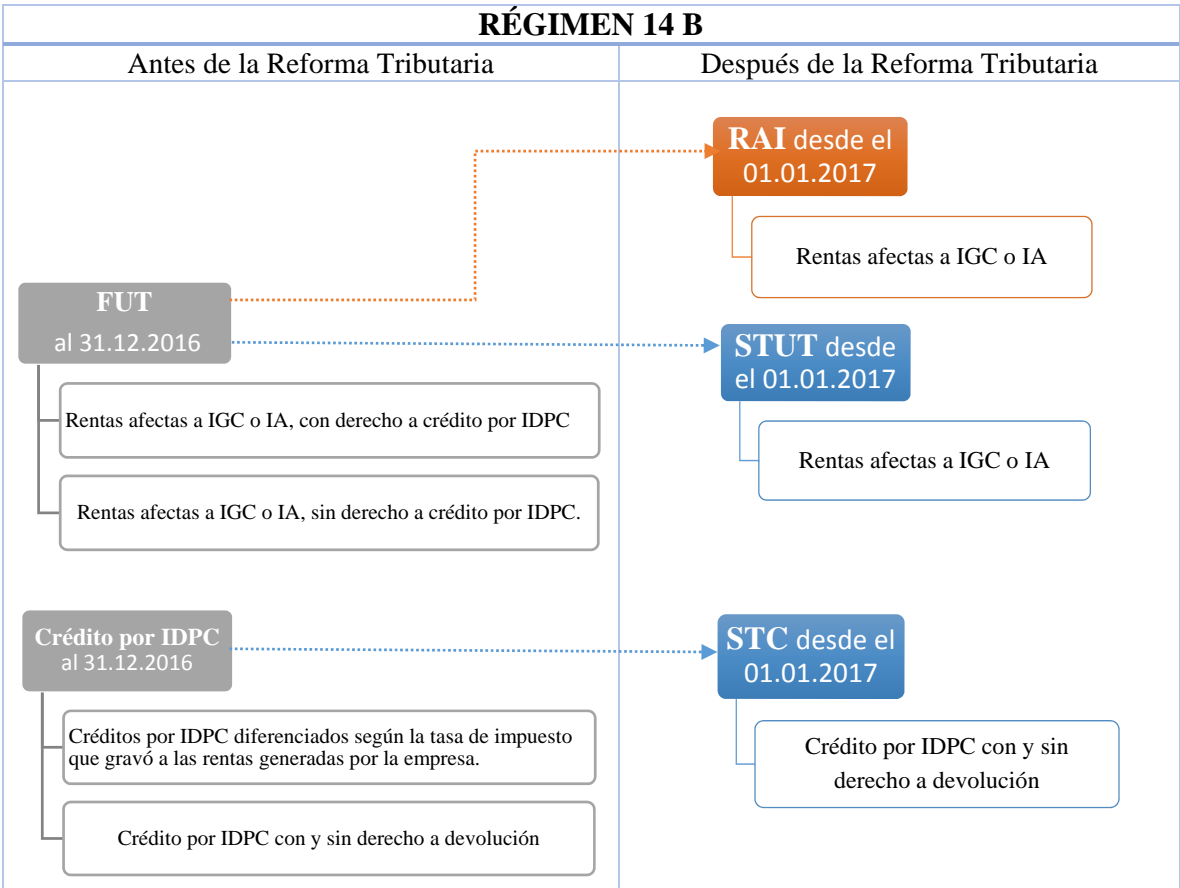 RÉGIMEN 14 B
Antes de la Reforma Tributaria
Después de la Reforma Tributaria
FUT
al 31.12.2016
Rentas afectas a IGC o IA, con derecho a crédito por IDPC
Rentas afectas a IGC o IA, sin derecho a crédito por IDPC.
Crédito por IDPC
al 31.12.2016
Créditos por IDPC diferenciados según la tasa de impuesto
que gravó a las rentas generadas por la empresa.
Crédito por IDPC con y sin derecho a devolución
RAI desde el
01.01.2017
Rentas afectas a IGC o IA
STUT desde
el 01.01.2017
Rentas afectas a IGC o IA
STC desde el
01.01.2017
Crédito por IDPC con y sin
derecho a devolución